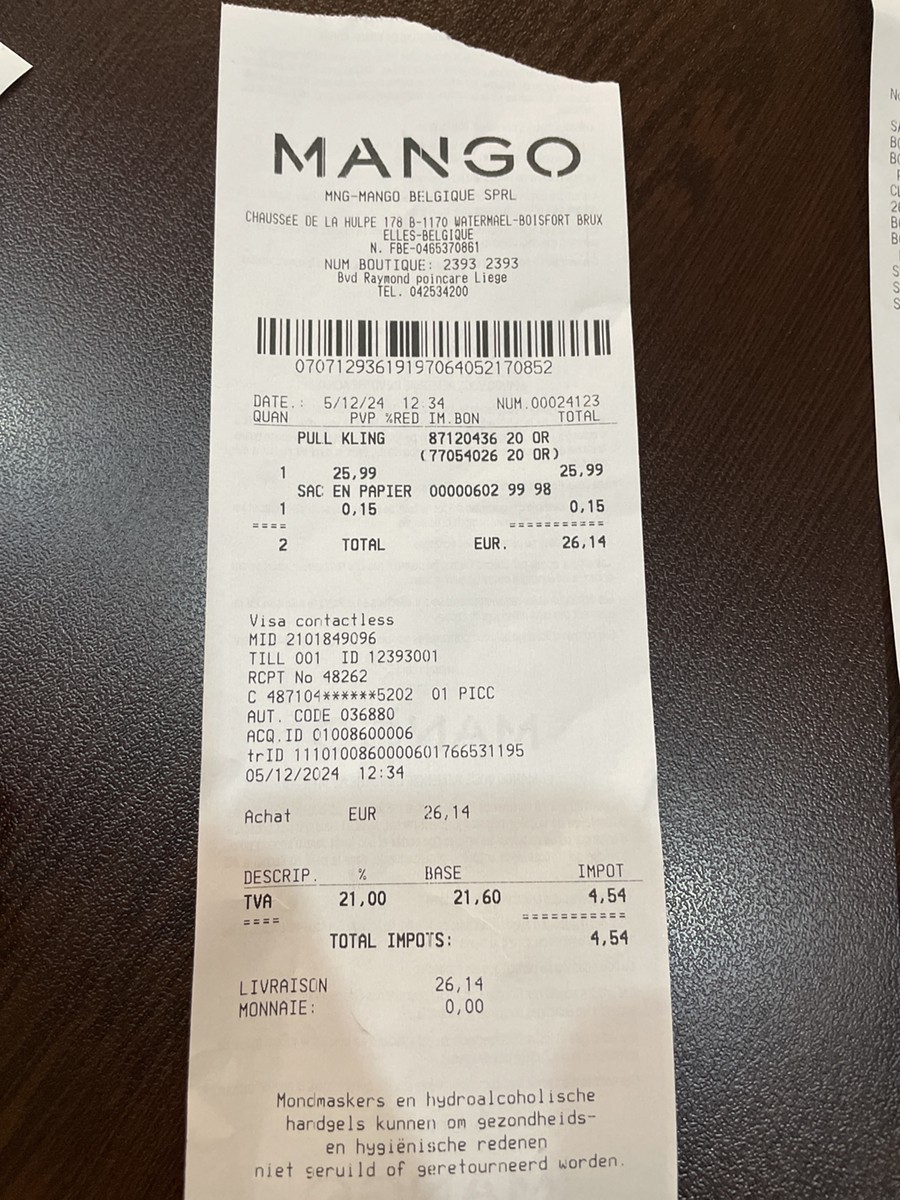 MANGO
MNG-MANGO BELGIQUE SPRL
CHAUSSéE DE LA HULPE 178 B-1170 WATERMAEL-BOISFORT BRUX
ELLES-BELGIQUE
N. FBE-0465370861
NUM BOUTIQUE: 2393 2393
Bvd Raymond poincare Liege
TEL. 042534200
070712936191970640521708​52
DATE.: 5/12/24 12:34 NUM.00024123
QUAN PVP %RED IM.BON TOTAL
PULL KLING 87120436 20 OR
(77054026 20 OR)
1 25,99 25,99
SAC EN PAPIER 00000602 99 98
1 0,15 0,15
==== ===========
2 TOTAL EUR. 26,14
Visa contactless
MID 2101849096
TILL 001 ID 12393001
RCPT No 48262
C 487104******5202 01 PICC
AUT. CODE 036880
ACQ.ID 01008600006
trID 1110100860000601766531195
05/12/2024 12:34
Achat EUR 26,14
DESCRIP. % BASE IMPOT
TVA 21,00 21,60 4,54
==== ===========
TOTAL IMPOTS: 4,54
LIVRAISON 26,14
MONNAIE: 0,00
Mondmaskers en hydroalcoholische
handgels kunnen om gezondheids-
en hygiënische redenen
niet geruild of geretourneerd worden.